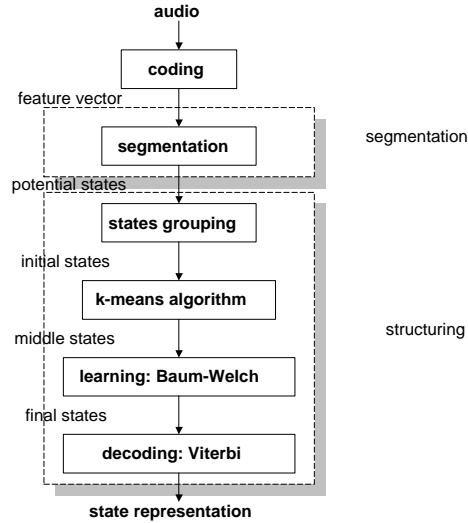 audio
coding
feature vector
segmentation
segmentation
potential states
states grouping
initial states
k-means algorithm
middle states
structuring
learning: Baum-Welch
final states
decoding: Viterbi
state representation